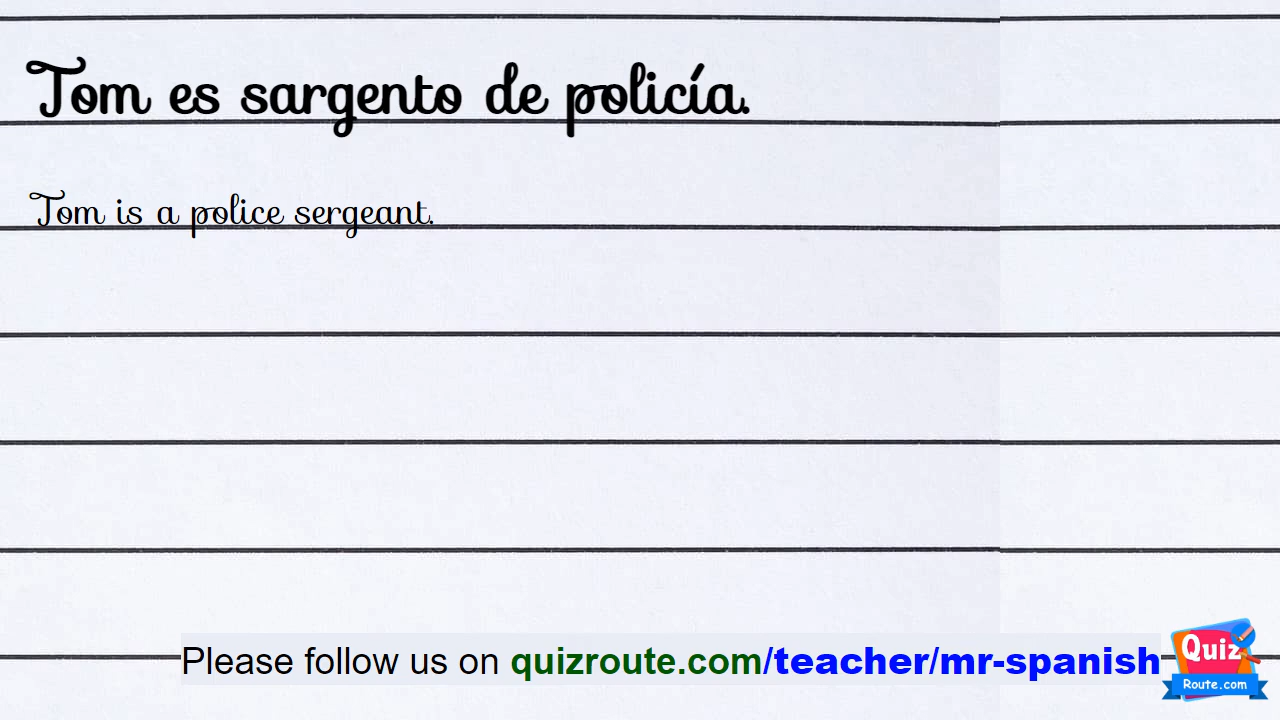 Tom es sargento de policía.
Tom is a police sergeant.
Please follow us on quizroute.com/teacher/mr-spanish
Quiz
Route.com